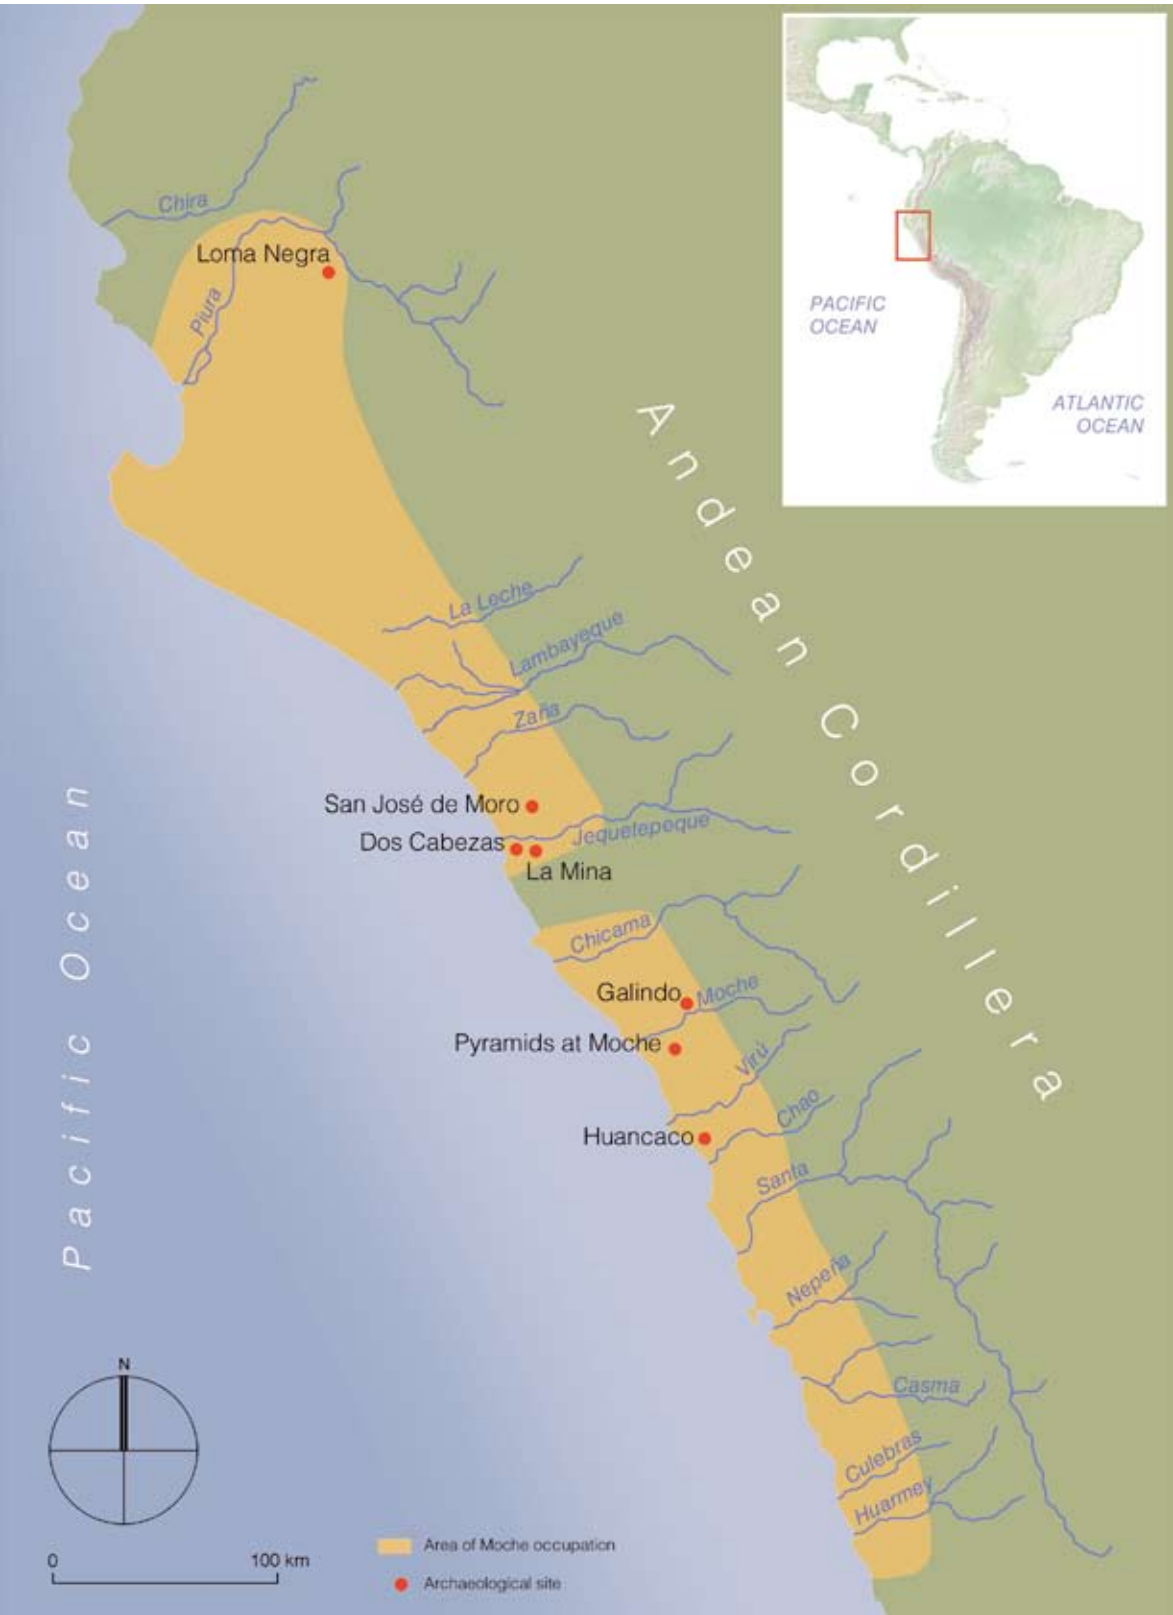 Chira
Loma Negra
Piura
PACIFIC
OCEAN
ATLANTIC
OCEAN
Andean Cordillera
La Leche
Lambayeque
Zaña
San José de Moro
Dos Cabezas
Jequetepeque
La Mina
Pacific Ocean
Chicama
Galindo
Moche
Pyramids at Moche
Virú
Chao
Huancaco
Santa
Nepeña
Casma
Culebras
Huarmey
N
0
100 km
Area of Moche occupation
Archaeological site